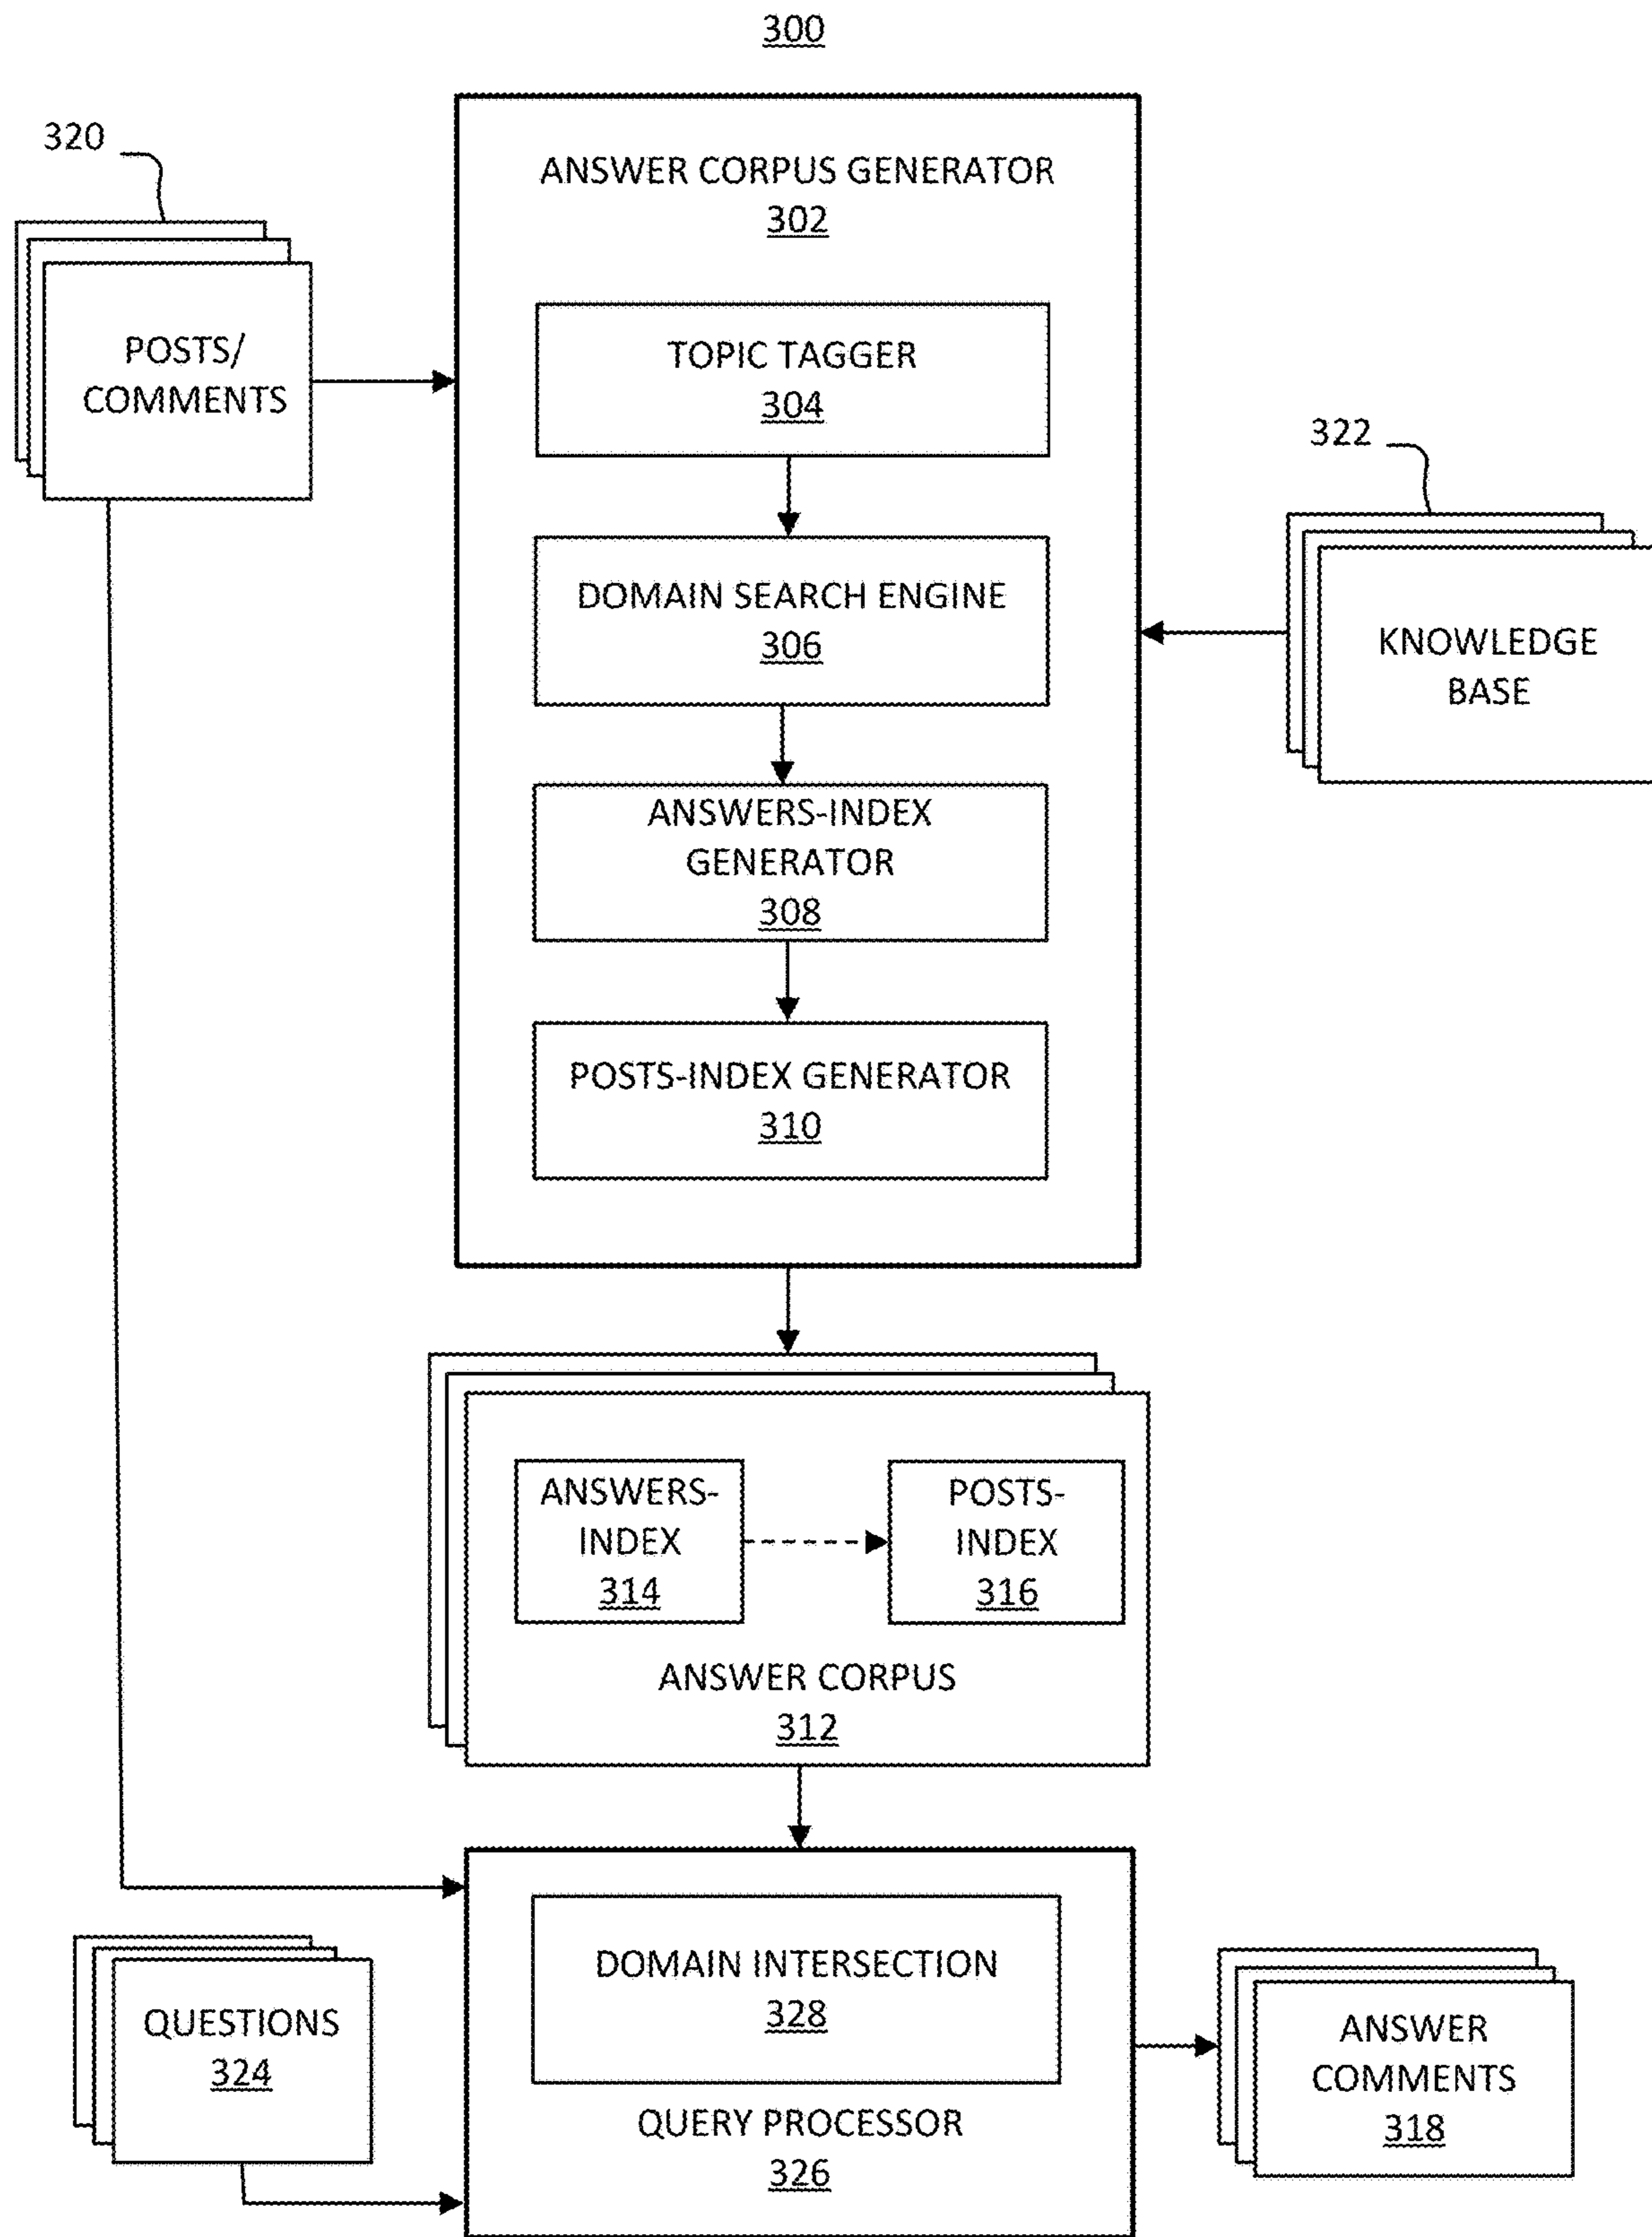 300
320
ANSWER CORPUS GENERATOR
302
POSTS/
COMMENTS
TOPIC TAGGER
304
322
DOMAIN SEARCH ENGINE
306
KNOWLEDGE
BASE
ANSWERS-INDEX
GENERATOR
308
POSTS-INDEX GENERATOR
310
ANSWERS-
INDEX
314
POSTS-
INDEX
316
ANSWER CORPUS
312
DOMAIN INTERSECTION
328
QUESTIONS
324
QUERY PROCESSOR
326
ANSWER
COMMENTS
318